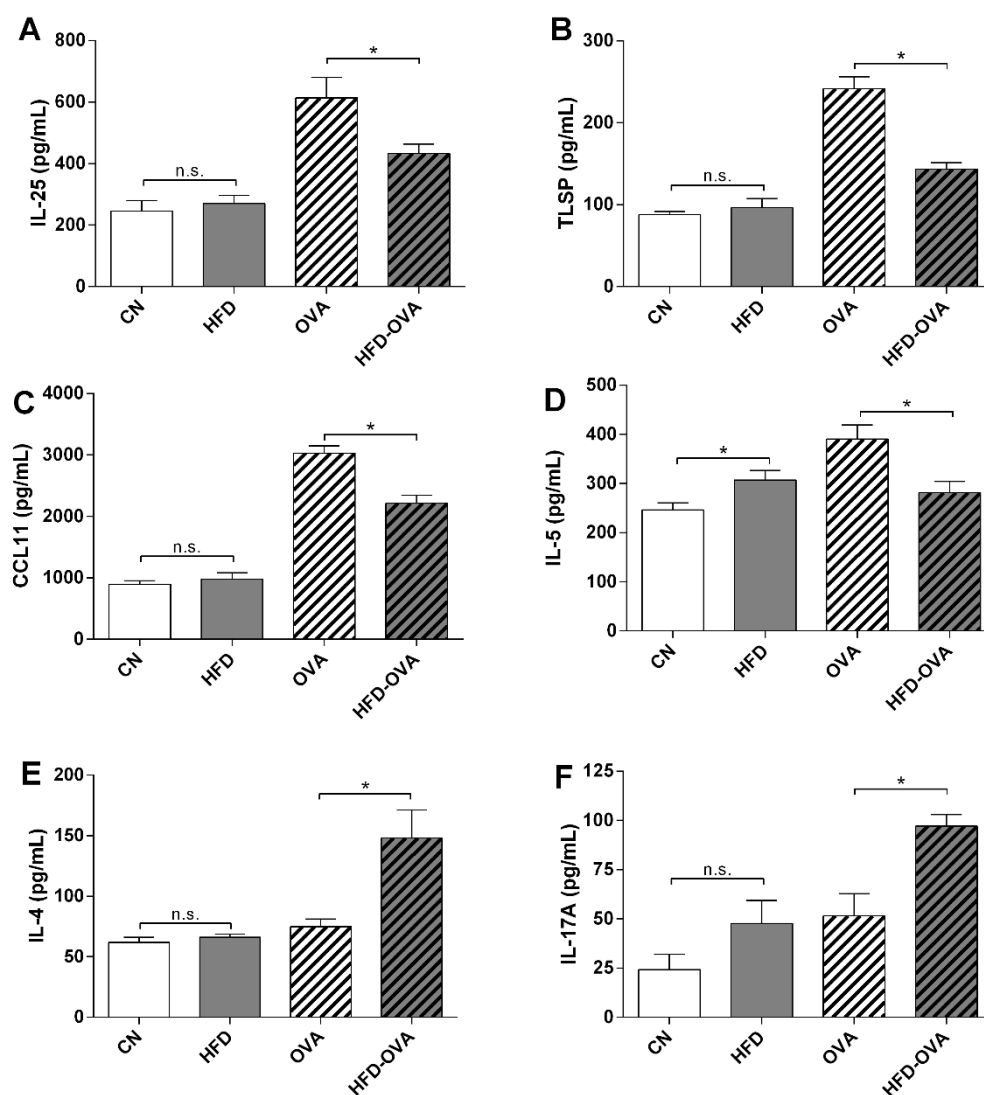 A
IL-25 (pg/mL)
800
600
400
200
0
n.s.
*
CN
HFD
OVA
HFD-OVA
B
TLSP (pg/mL)
300
200
100
0
n.s.
*
CN
HFD
OVA
HFD-OVA
C
CCL11 (pg/mL)
4000
3000
2000
1000
0
n.s.
*
CN
HFD
OVA
HFD-OVA
D
IL-5 (pg/mL)
500
400
300
200
100
0
*
*
CN
HFD
OVA
HFD-OVA
E
IL-4 (pg/mL)
200
150
100
50
0
n.s.
*
CN
HFD
OVA
HFD-OVA
F
IL-17A (pg/mL)
125
100
75
50
25
0
n.s.
*
CN
HFD
OVA
HFD-OVA